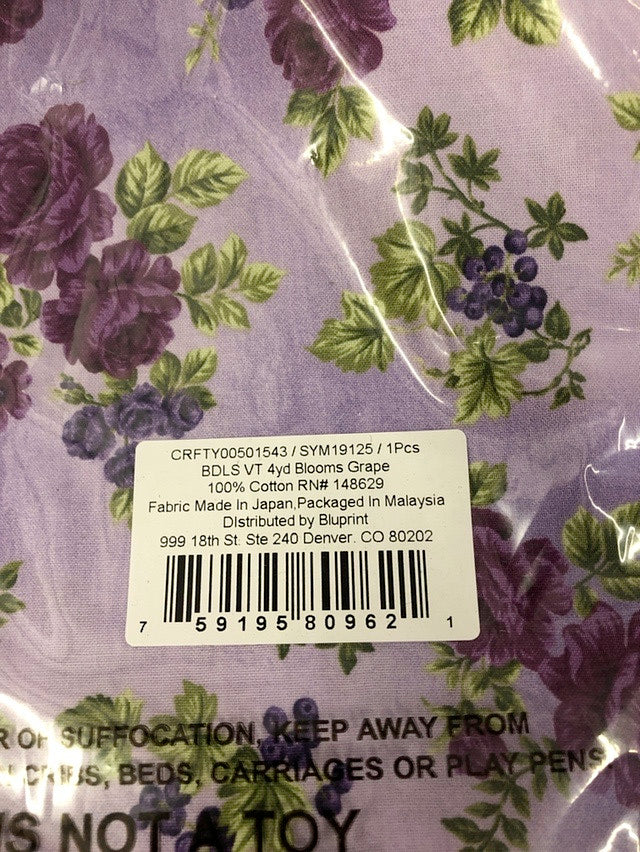 CRFTY00501543 / SYM19125 / 1Pcs
BDLS VT 4yd Blooms Grape
100% Cotton RN# 148629
Fabric Made In Japan,Packaged In Malaysia
DIstributed by Bluprint
999 18th St. Ste 240 Denver. CO 80202
7 59195 80962 1
R OF SUFFOCATION, KEEP AWAY FROM
N CRIBS, BEDS, CARRIAGES OR PLAY PENS.
IS NOT A TOY